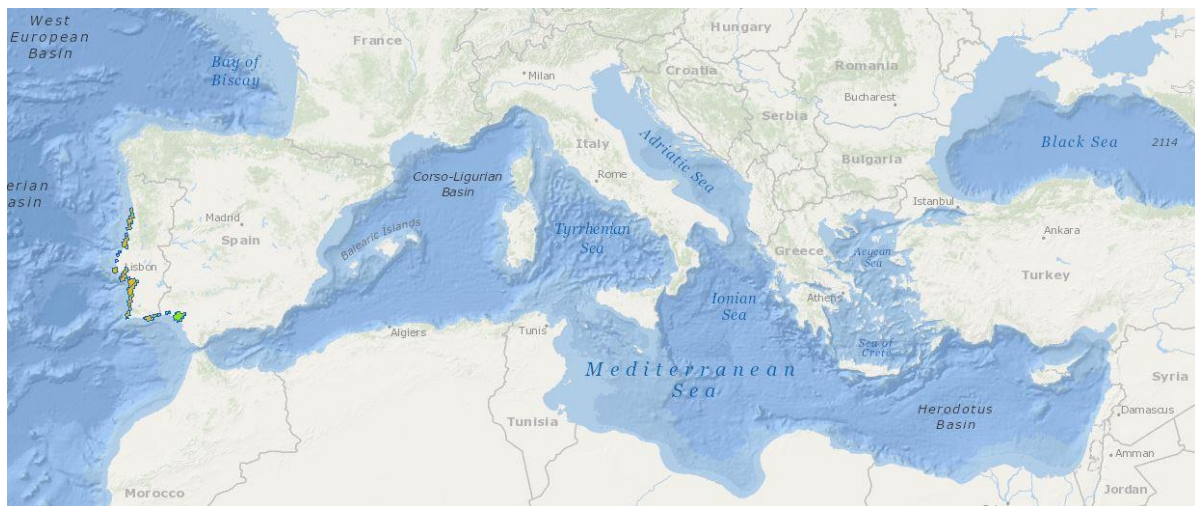 West
European
Basin
France
Hungary
Bay of
Biscay
Milan
Croatia
Romania
Bucharest
Serbia
Italy
Adriatic Sea
Black Sea
2114
Bulgaria
erian
asin
Corso-Ligurian
Basin
Rome
Istanbul
Madrid
Spain
Balearic Islands
Tyrrhenian
Sea
Ankara
Greece
Aegean
Sea
Lisbon
Turkey
Ionian
Sea
Athens
Algiers
Tunis
Sea of
Crete
Mediterranean
Sea
Syria
Herodotus
Basin
Damascus
Tunisia
Amman
Morocco
Jordan